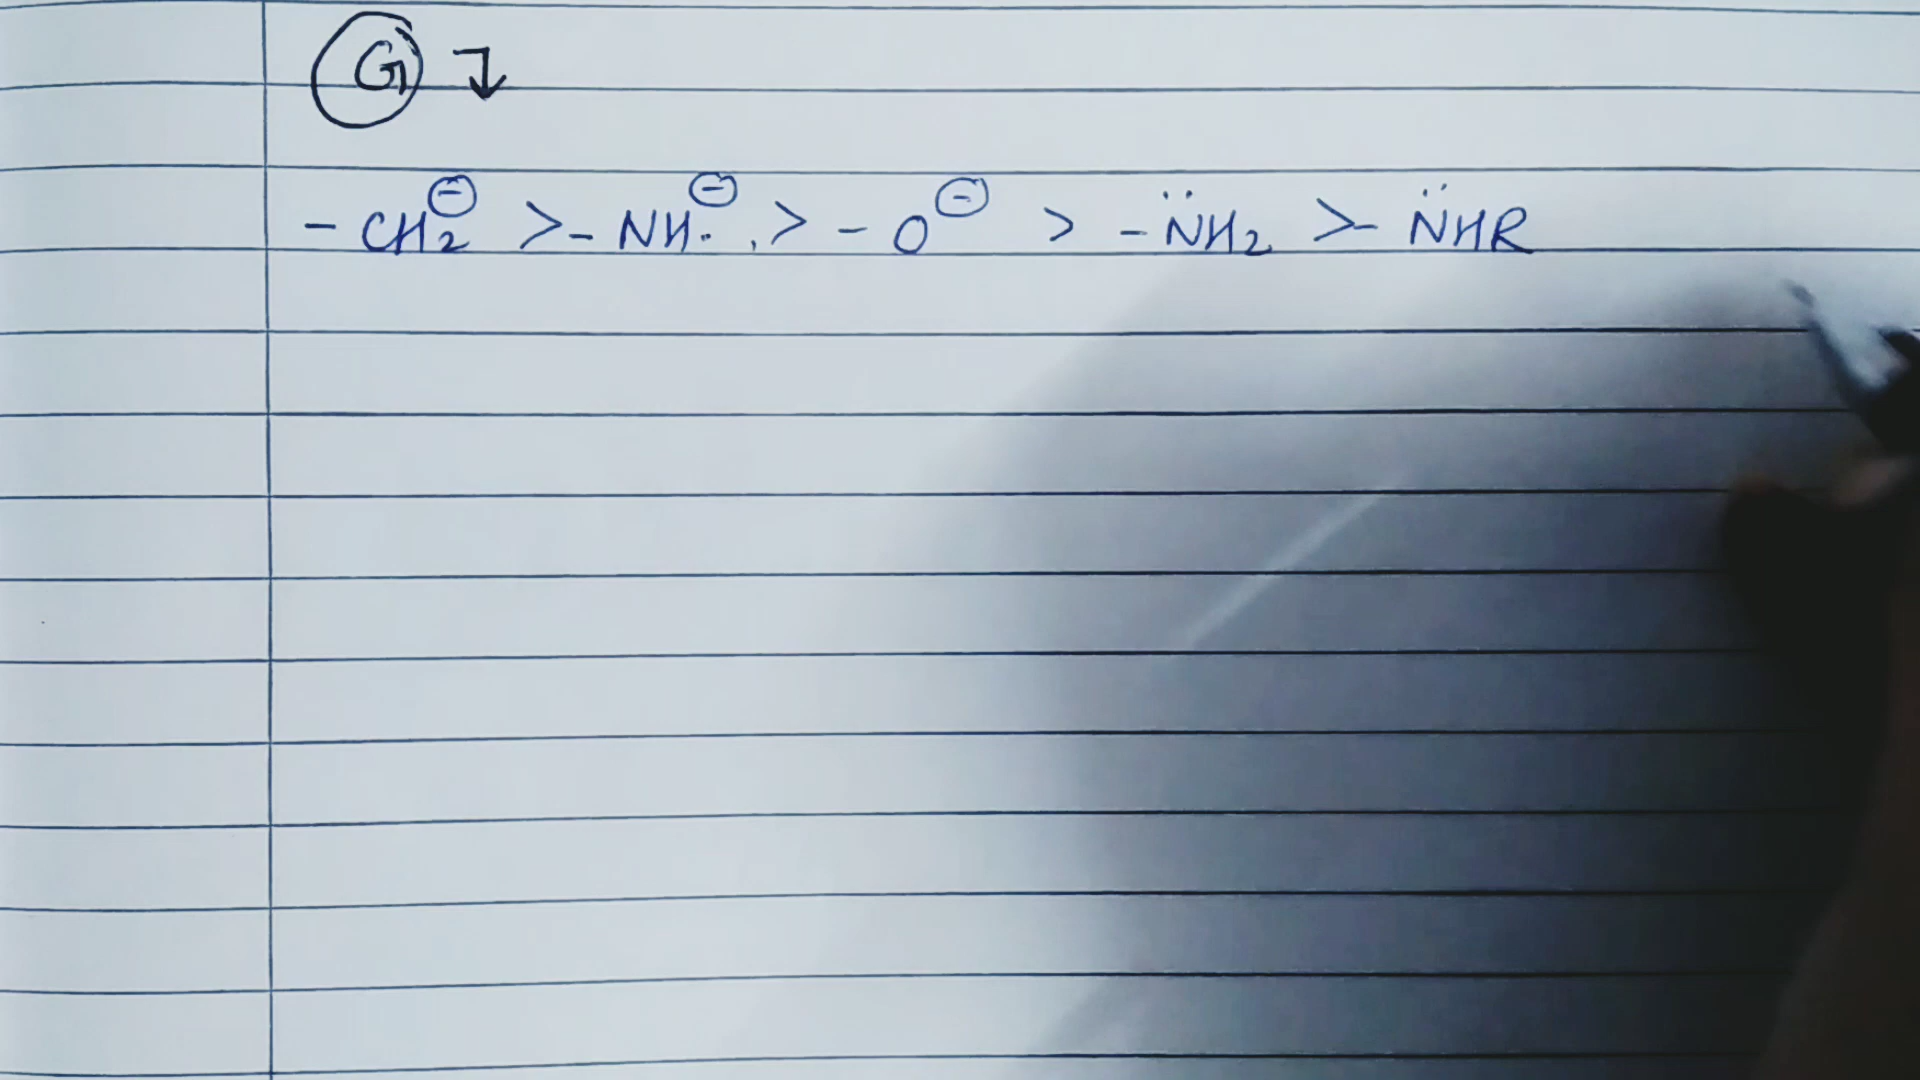 G ↴
- CH₂⊖ > - NH⊖ > - O⊖ > - N̈H₂ > - N̈HR